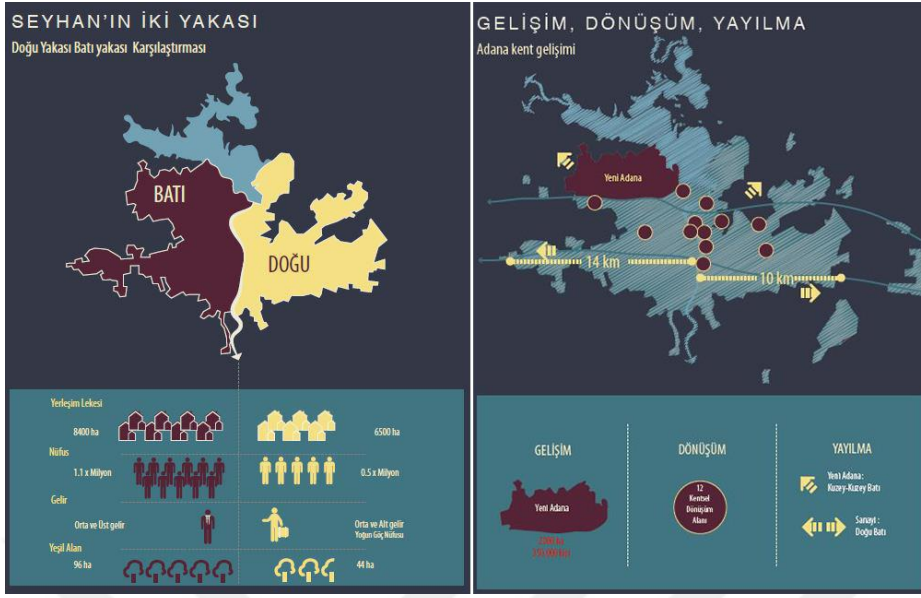 SEYHAN'IN İKİ YAKASI
Doğu Yakası Batı yakası Karşılaştırması
BATI
DOĞU
Yerleşim Lekesi
8400 ha
6500 ha
Nüfus
1.1 x Milyon
0.5 x Milyon
Gelir
Orta ve Üst gelir
Orta ve Alt gelir
Yoğun Göç Nüfusu
Yeşil Alan
96 ha
44 ha
GELİŞİM, DÖNÜŞÜM, YAYILMA
Adana kent gelişimi
Yeni Adana
14 km
10 km
GELİŞİM
Yeni Adana
DÖNÜŞÜM
12
Kentsel
Dönüşüm
Alanı
YAYILMA
Yeni Adana:
Kuzey-Kuzey Batı
Sanayi :
Doğu Batı